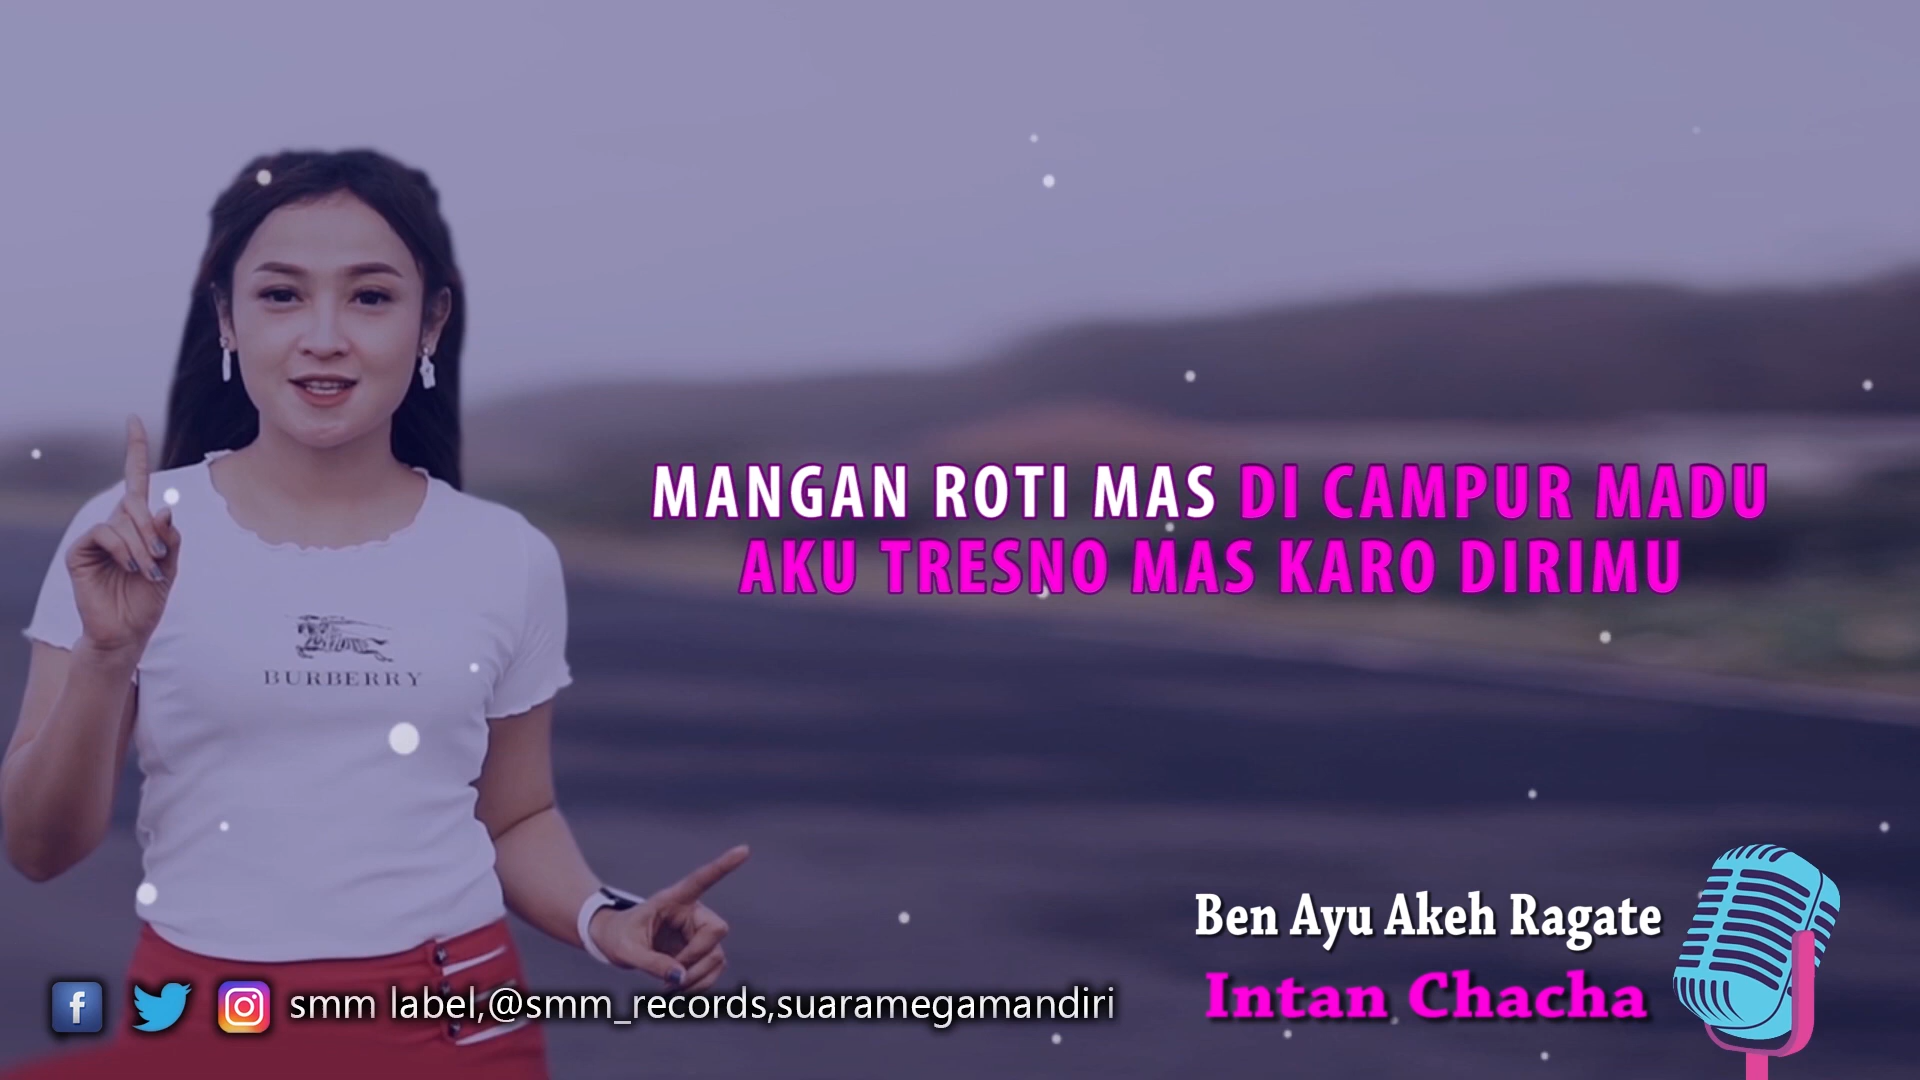 MANGAN ROTI MAS DI CAMPUR MADU
AKU TRESNO MAS KARO DIRIMU
BURBERRY
Ben Ayu Akeh Ragate
Intan Chacha
smm label,@smm_records,suaramegamandiri